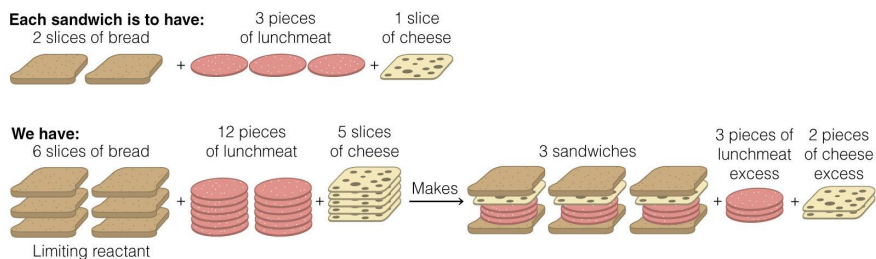 Each sandwich is to have:
2 slices of bread
+
3 pieces
of lunchmeat
+
1 slice
of cheese
We have:
6 slices of bread
+
12 pieces
of lunchmeat
+
5 slices
of cheese
Makes
3 sandwiches
+
3 pieces of
lunchmeat
excess
+
2 pieces
of cheese
excess
Limiting reactant